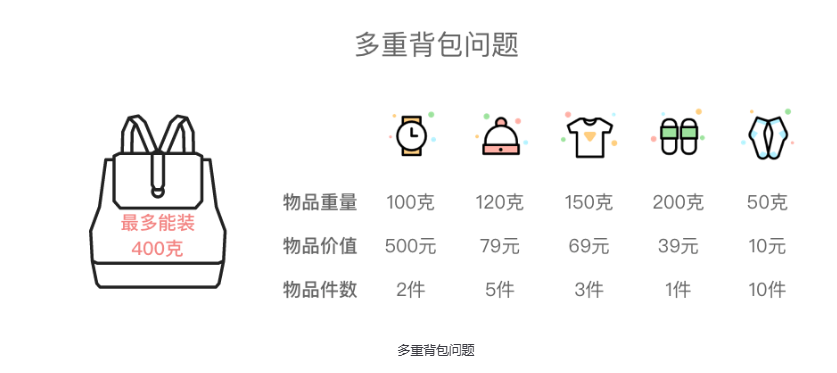 多重背包问题
最多能装
400克
物品重量 100克 120克 150克 200克 50克
物品价值 500元 79元 69元 39元 10元
物品件数 2件 5件 3件 1件 10件
多重背包问题